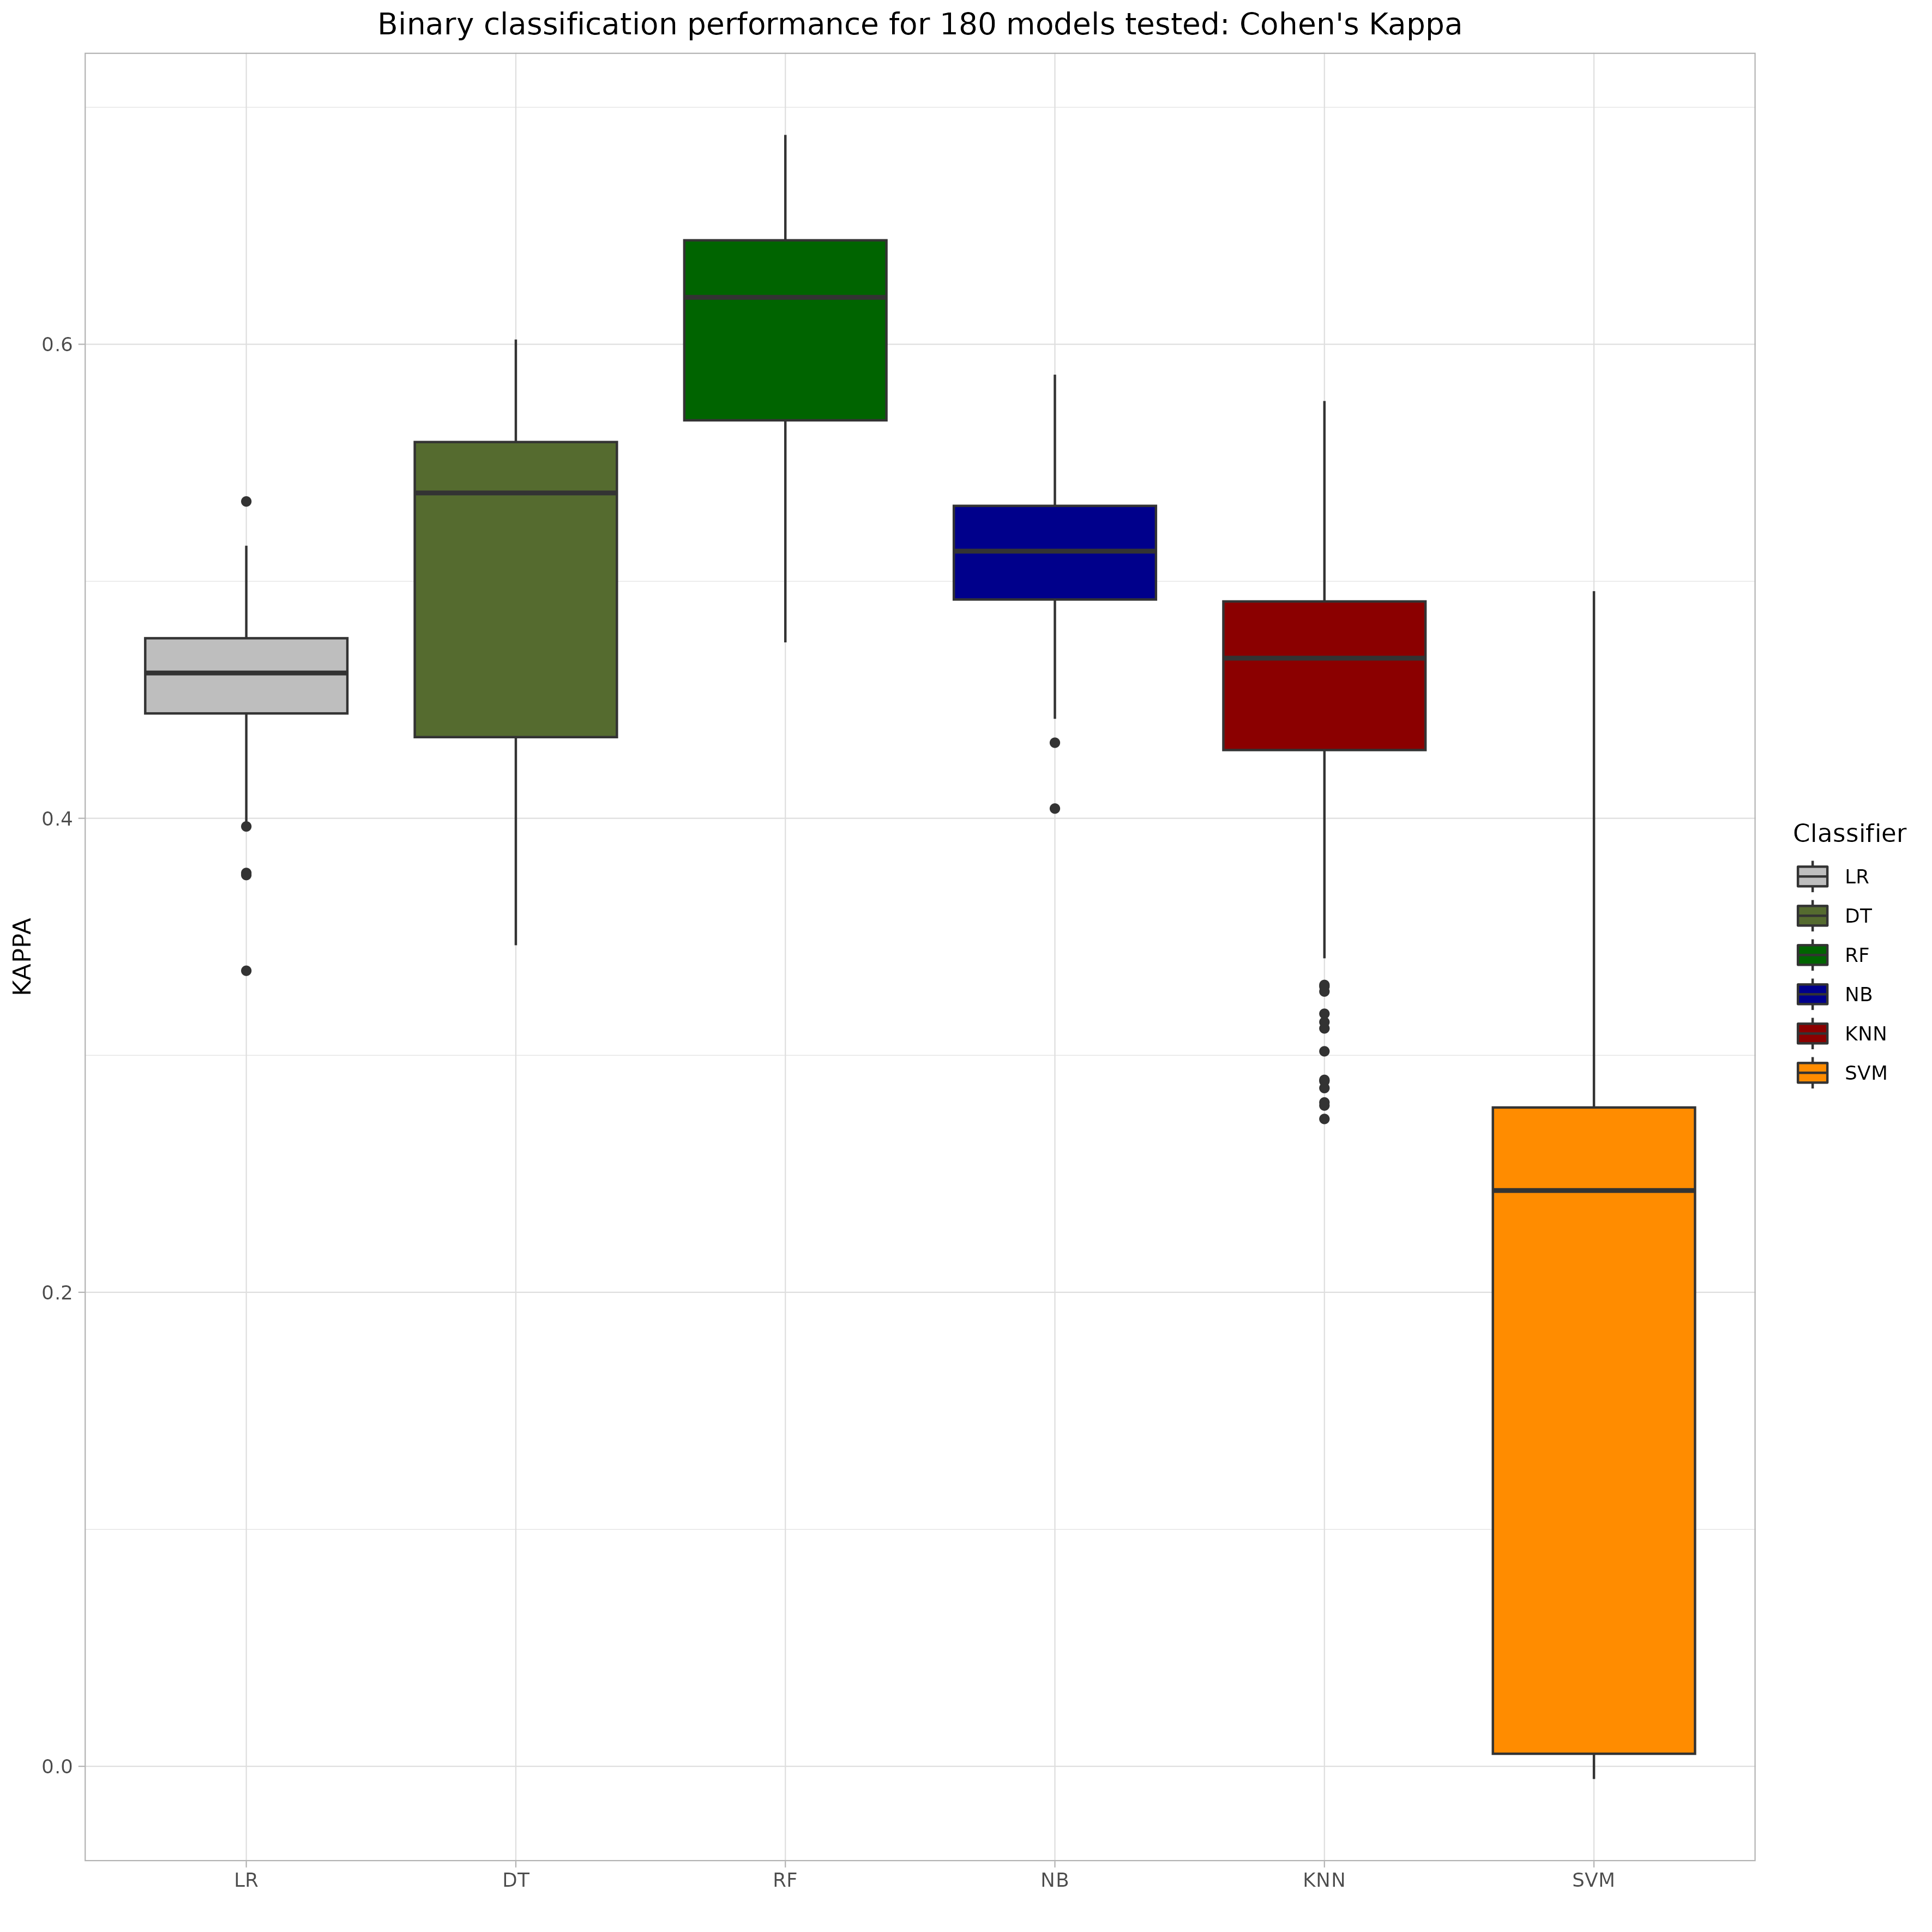 Binary classification performance for 180 models tested: Cohen's Kappa
KAPPA
0.6
0.4
0.2
0.0
LR
DT
RF
NB
KNN
SVM
Classifier
LR
DT
RF
NB
KNN
SVM